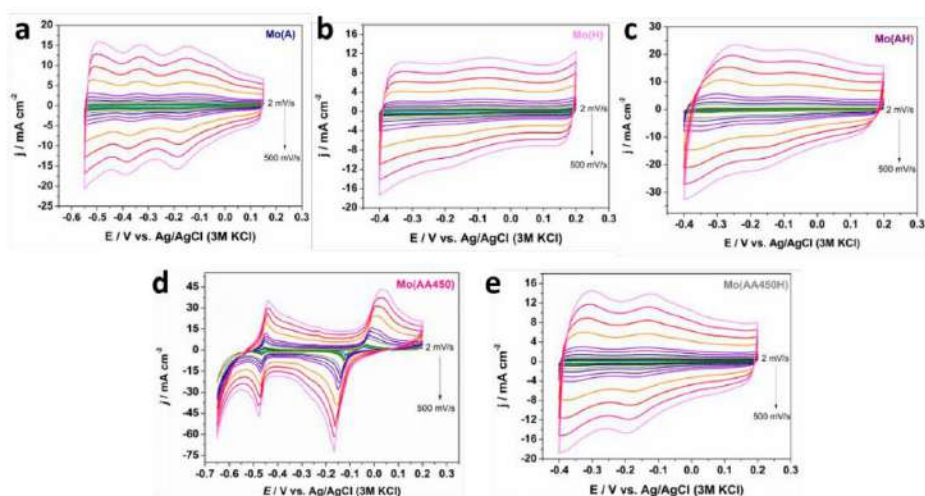 a
Mo(A)
j / mA cm-2
20
15
10
5
0
-5
-10
-15
-20
-25
2 mV/s
500 mV/s
-0.6 -0.5 -0.4 -0.3 -0.2 -0.1 0.0 0.1 0.2 0.3
E / V vs. Ag/AgCl (3M KCl)
b
Mo(H)
j / mA cm-2
16
12
8
4
0
-4
-8
-12
-16
-20
2 mV/s
500 mV/s
-0.4 -0.3 -0.2 -0.1 0.0 0.1 0.2 0.3
E / V vs. Ag/AgCl (3M KCl)
c
Mo(AH)
j / mA cm-2
30
20
10
0
-10
-20
-30
2 mV/s
500 mV/s
-0.4 -0.3 -0.2 -0.1 0.0 0.1 0.2 0.3
E / V vs. Ag/AgCl (3M KCl)
d
Mo(AA450)
j / mA cm-2
45
30
15
0
-15
-30
-45
-60
-75
2 mV/s
500 mV/s
-0.7 -0.6 -0.5 -0.4 -0.3 -0.2 -0.1 0.0 0.1 0.2 0.3
E / V vs. Ag/AgCl (3M KCl)
e
Mo(AA450H)
j / mA cm-2
16
12
8
4
0
-4
-8
-12
-16
-20
2 mV/s
500 mV/s
-0.4 -0.3 -0.2 -0.1 0.0 0.1 0.2 0.3
E / V vs. Ag/AgCl (3M KCl)